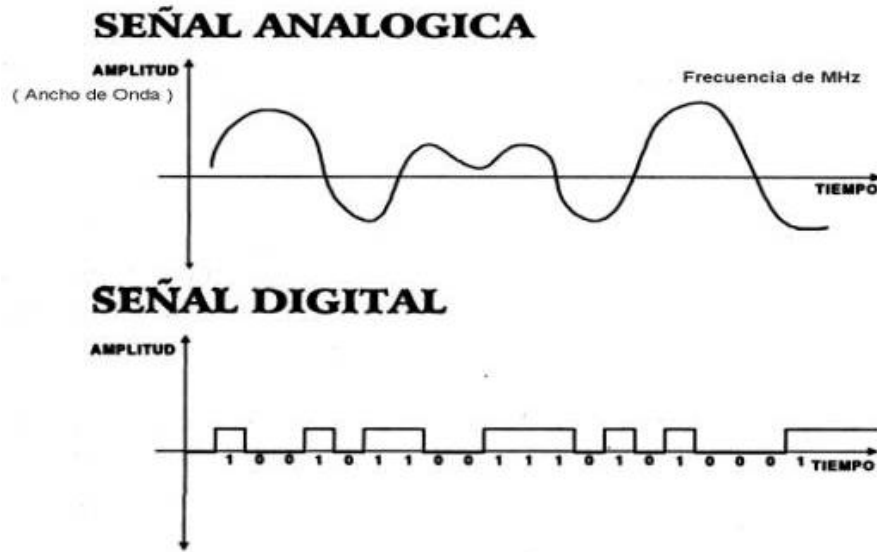 SEÑAL ANALOGICA
AMPLITUD
( Ancho de Onda )
Frecuencia de MHz
TIEMPO
SEÑAL DIGITAL
AMPLITUD
1 0 0 1 0 1 1 0 0 1 1 1 0 1 0 1 0 0 0 1 TIEMPO